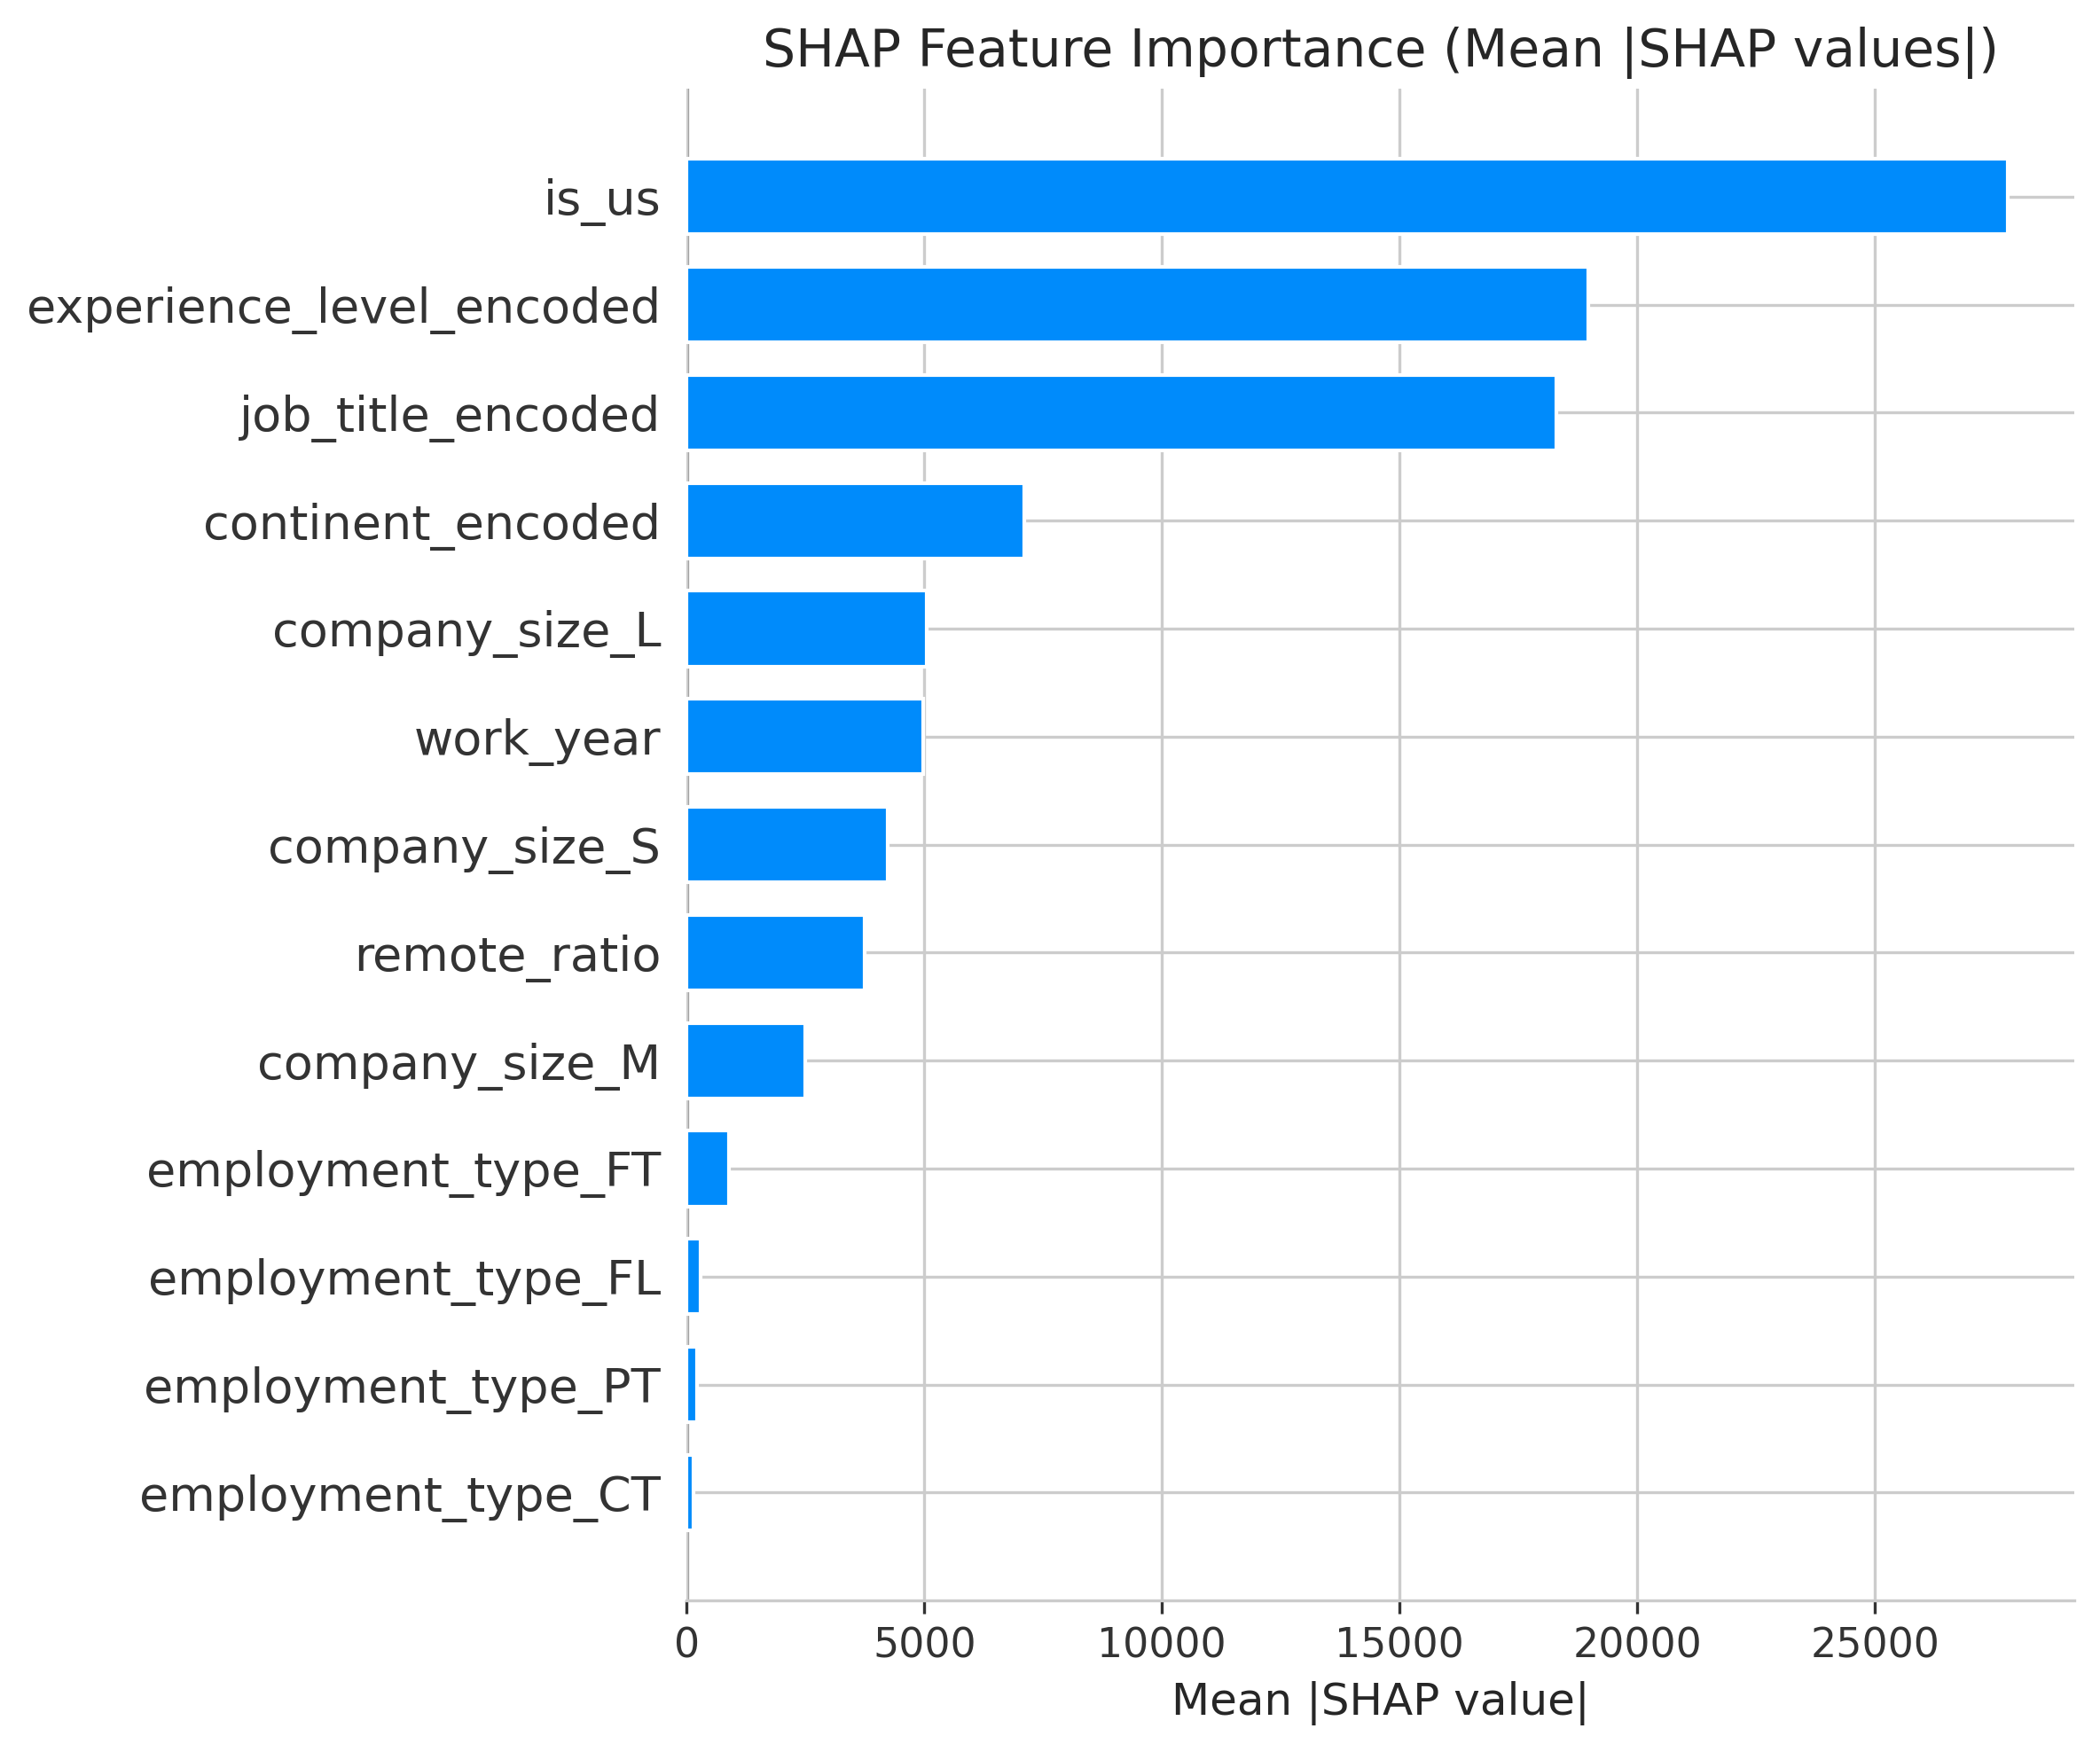 SHAP Feature Importance (Mean |SHAP values|)
is_us
experience_level_encoded
job_title_encoded
continent_encoded
company_size_L
work_year
company_size_S
remote_ratio
company_size_M
employment_type_FT
employment_type_FL
employment_type_PT
employment_type_CT
0 5000 10000 15000 20000 25000
Mean |SHAP value|